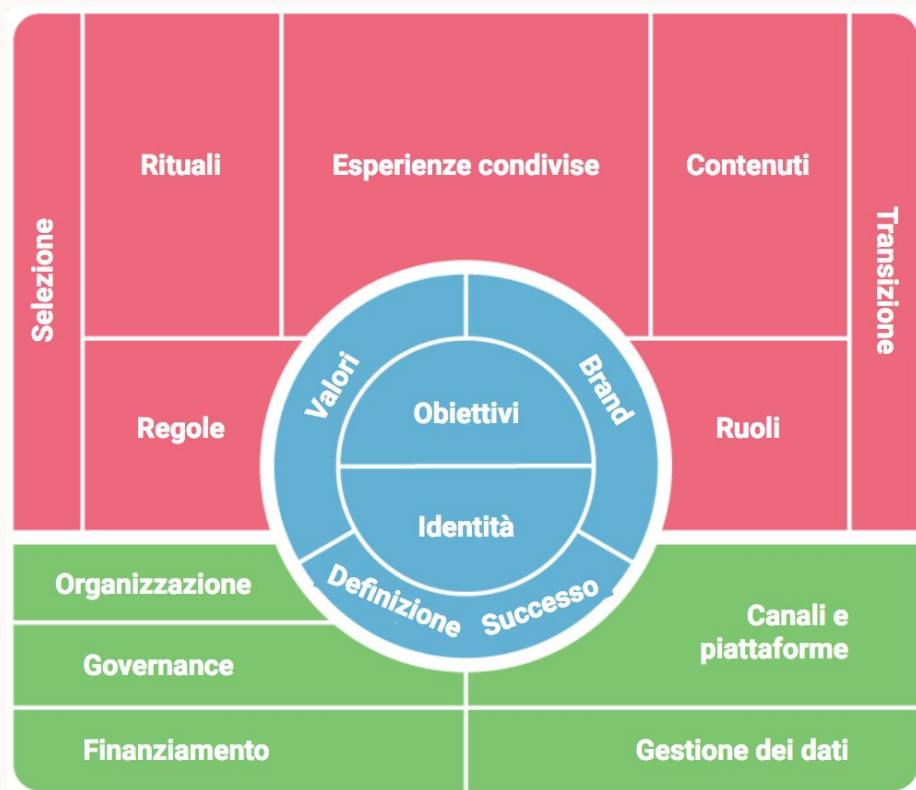 Selezione
Rituali
Esperienze condivise
Contenuti
Transizione
Regole
Valori
Brand
Obiettivi
Identità
Definizione Successo
Ruoli
Organizzazione
Governance
Finanziamento
Canali e
piattaforme
Gestione dei dati